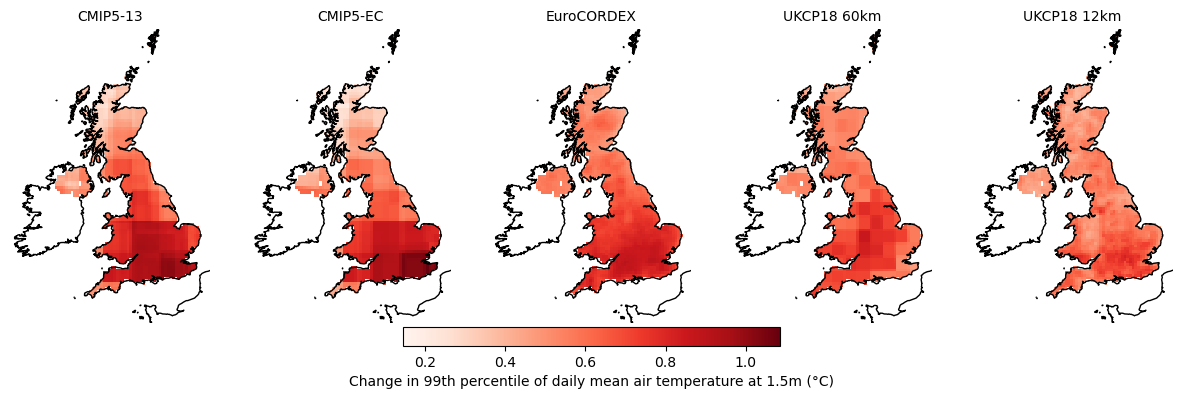 CMIP5-13
CMIP5-EC
EuroCORDEX
UKCP18 60km
UKCP18 12km
0.2 0.4 0.6 0.8 1.0
Change in 99th percentile of daily mean air temperature at 1.5m (°C)